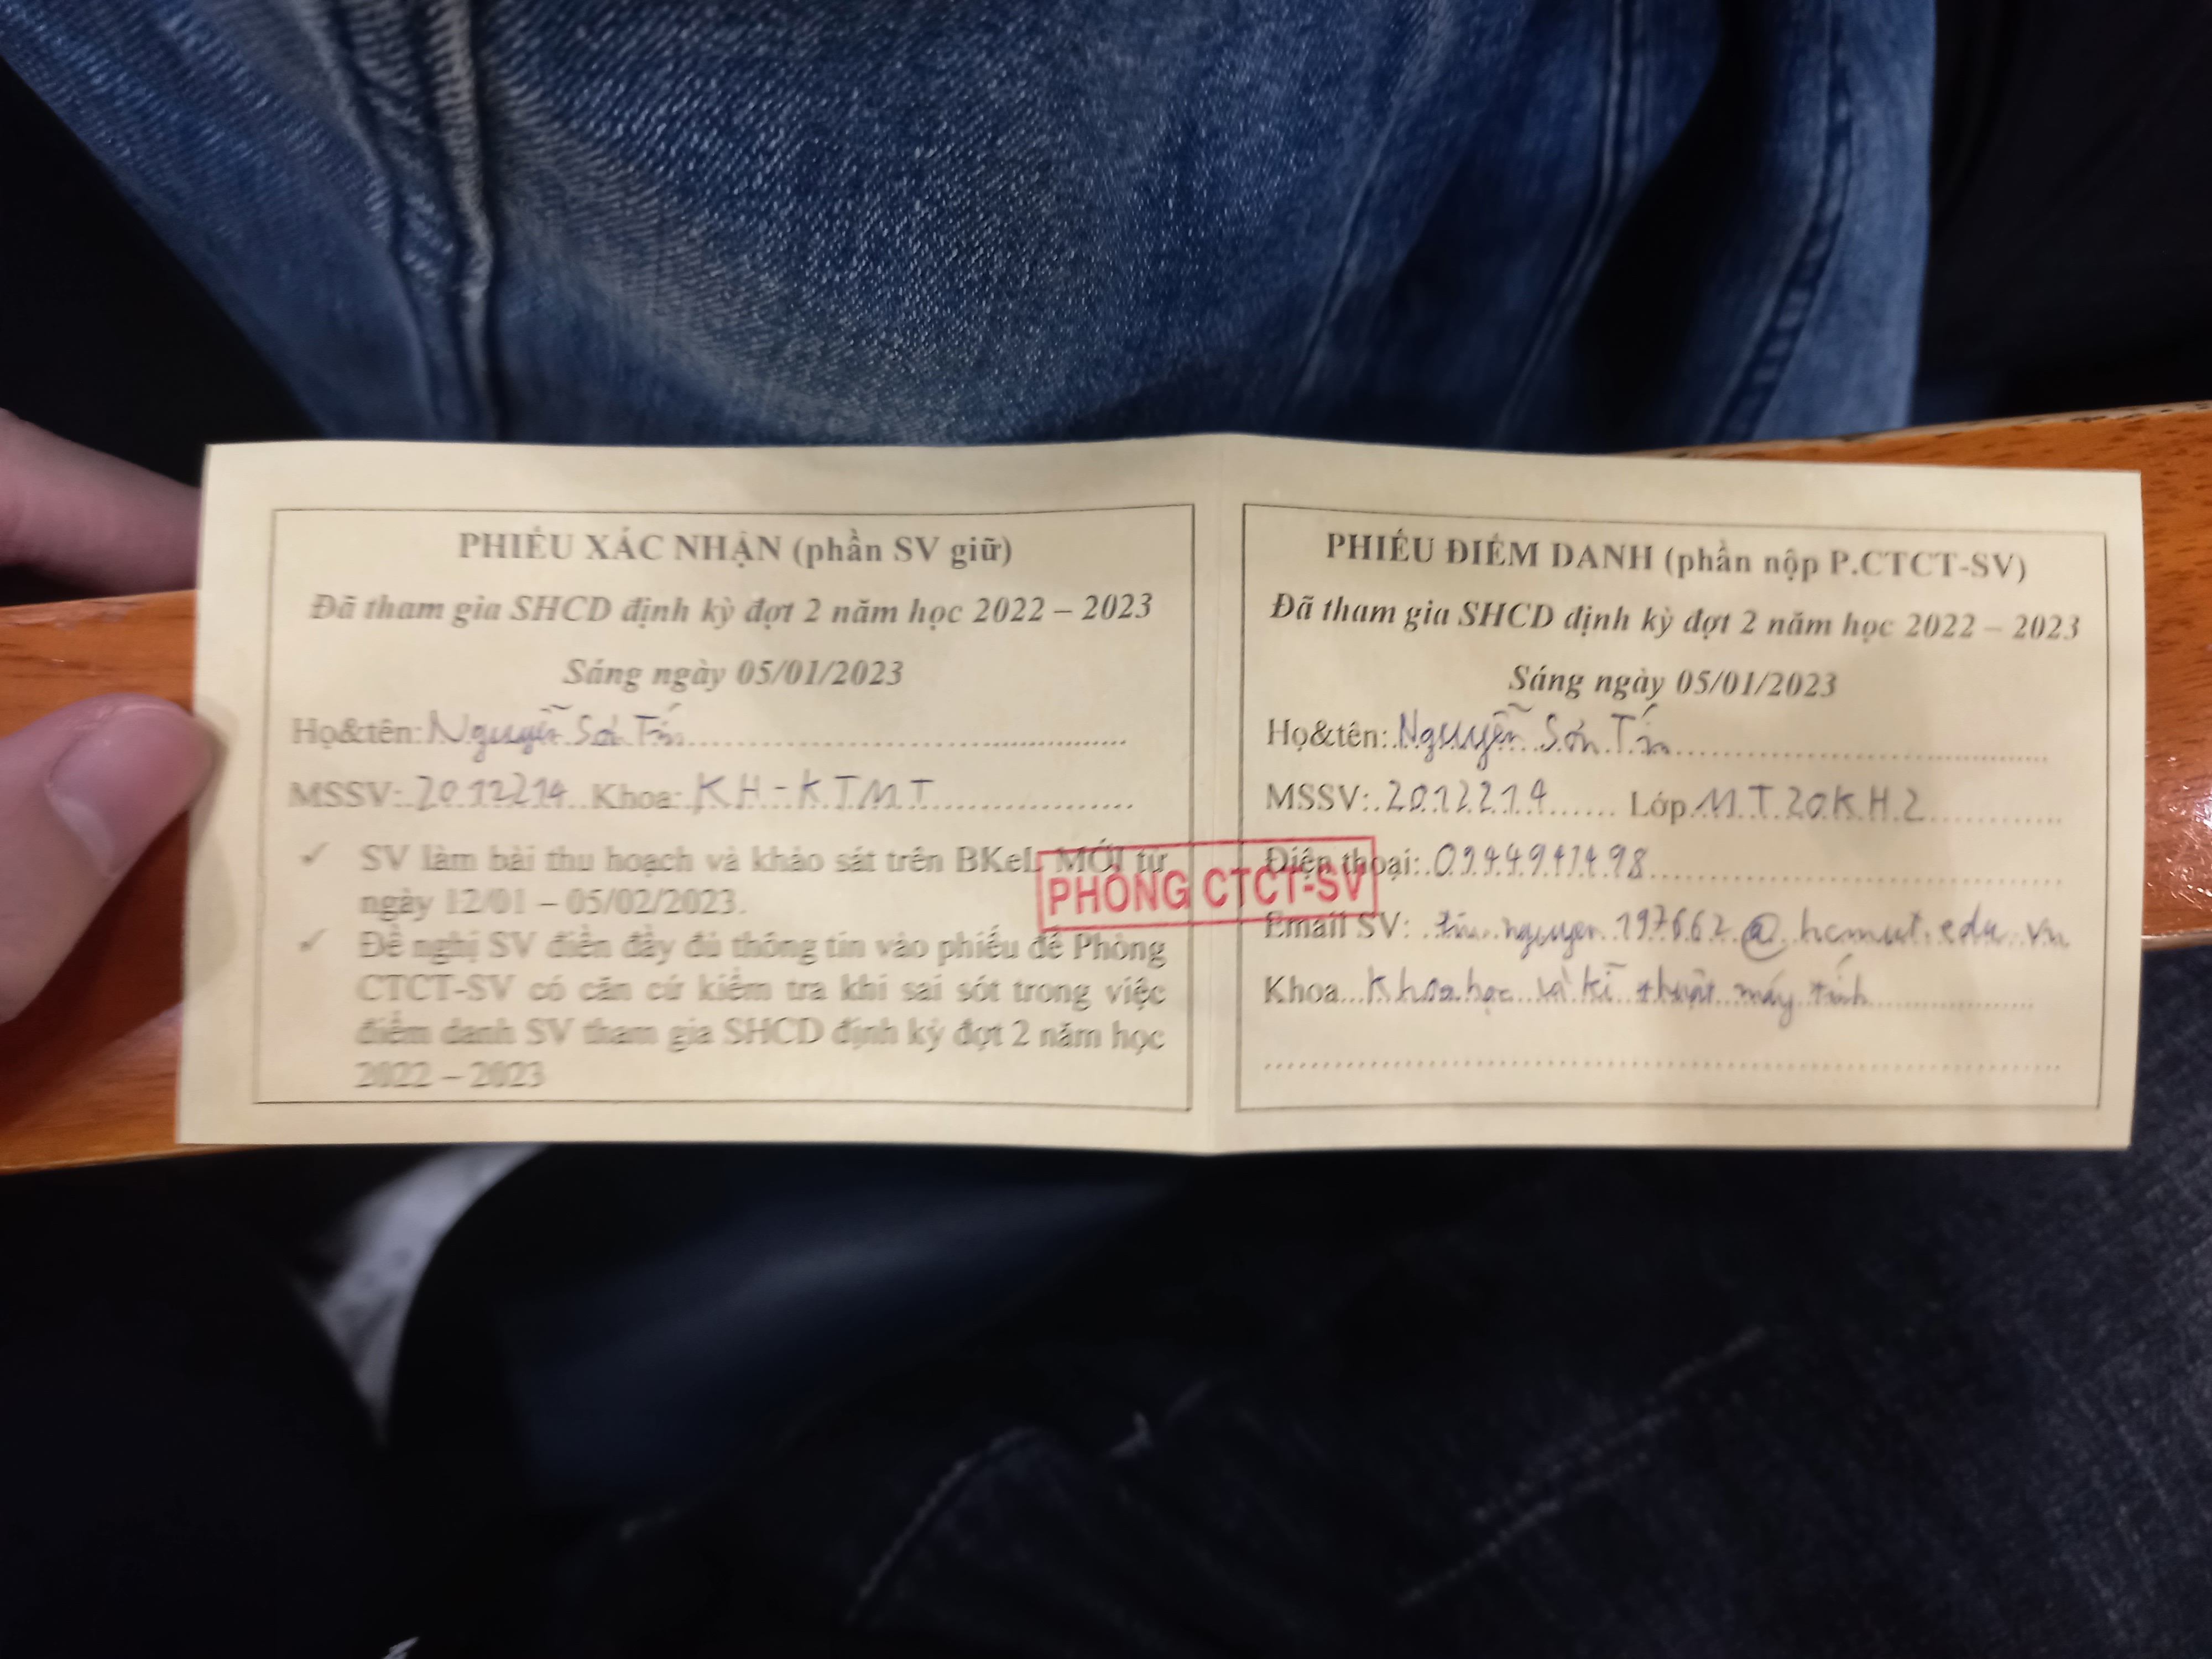 PHIẾU XÁC NHẬN (phần SV giữ)
Đã tham gia SHCD định kỳ đợt 2 năm học 2022 – 2023
Sáng ngày 05/01/2023
Họ&tên: Nguyễn Sơn Tín
MSSV: 2012214 Khoa: KH-KTMT
✓ SV làm bài thu hoạch và khảo sát trên BKeL MỚI từ
ngày 12/01 – 05/02/2023.
✓ Đề nghị SV điền đầy đủ thông tin vào phiếu để Phòng
CTCT-SV có căn cứ kiểm tra khi sai sót trong việc
điểm danh SV tham gia SHCD định kỳ đợt 2 năm học
2022 – 2023
PHÒNG CTCT-SV
PHIẾU ĐIỂM DANH (phần nộp P.CTCT-SV)
Đã tham gia SHCD định kỳ đợt 2 năm học 2022 – 2023
Sáng ngày 05/01/2023
Họ&tên: Nguyễn Sơn Tín
MSSV: 2012214 Lớp MT20KH2
Điện thoại: 0949941498
Email SV: tin.nguyen197662@hcmut.edu.vn
Khoa Khoa học và kĩ thuật máy tính